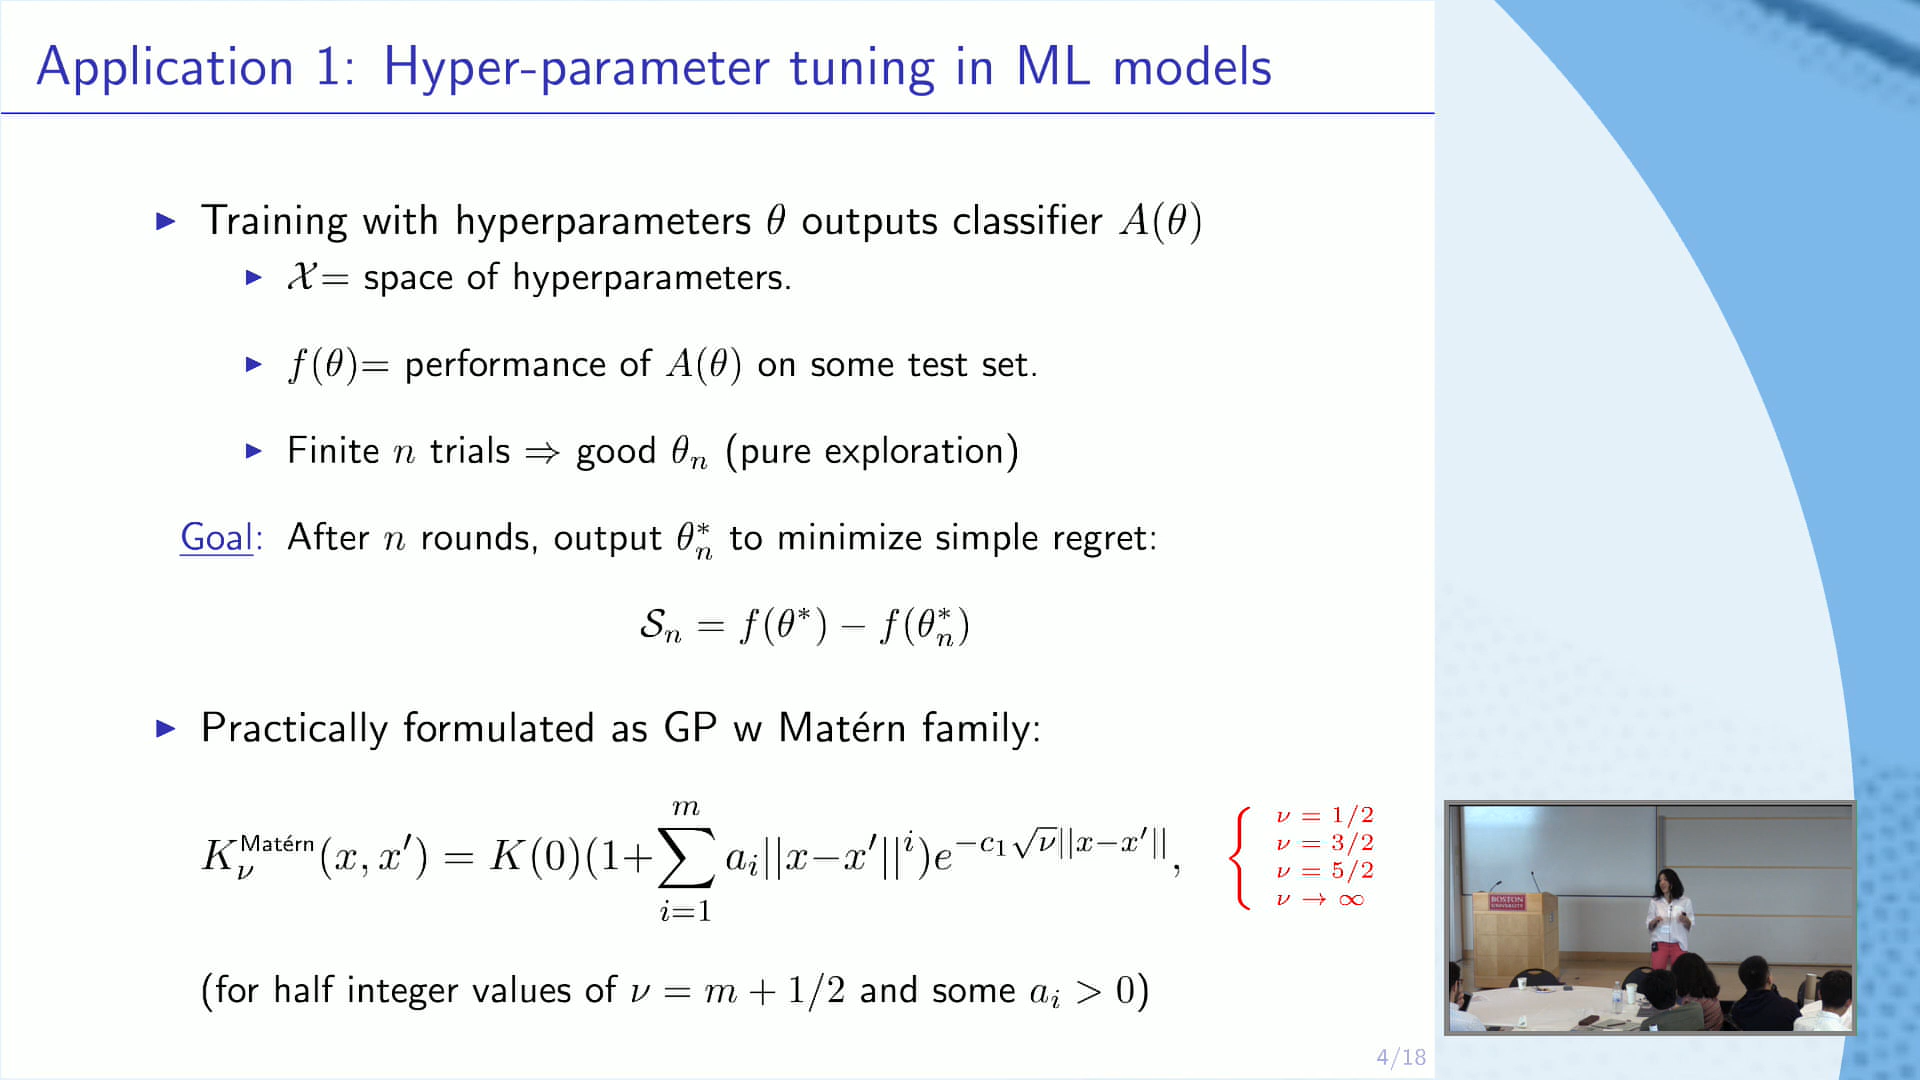 Application 1: Hyper-parameter tuning in ML models
▶ Training with hyperparameters θ outputs classifier A(θ)
▶ 𝒳= space of hyperparameters.
▶ f(θ)= performance of A(θ) on some test set.
▶ Finite n trials ⇒ good θ_n (pure exploration)
Goal: After n rounds, output θ*_n to minimize simple regret:
𝒮_n = f(θ*) − f(θ*_n)
▶ Practically formulated as GP w Matérn family:
K_ν^Matérn(x, x′) = K(0)(1+∑_{i=1}^{m} a_i||x−x′||^i)e^{−c_1√ν||x−x′||},
ν = 1/2
ν = 3/2
ν = 5/2
ν → ∞
(for half integer values of ν = m + 1/2 and some a_i > 0)
4/18
BOSTON
UNIVERSITY